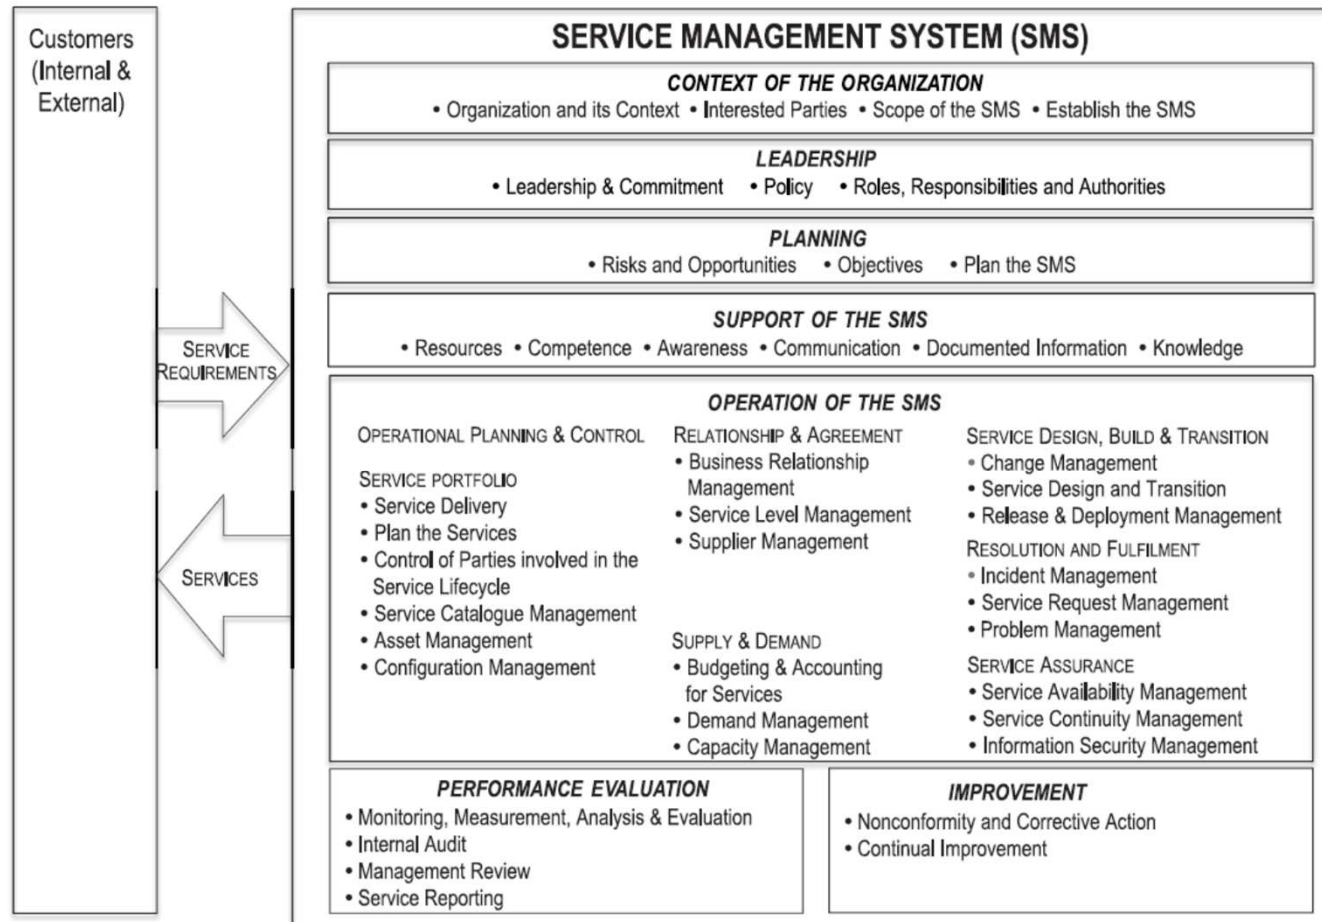 Customers
(Internal &
External)
SERVICE
REQUIREMENTS
SERVICES
SERVICE MANAGEMENT SYSTEM (SMS)
CONTEXT OF THE ORGANIZATION
• Organization and its Context • Interested Parties • Scope of the SMS • Establish the SMS
LEADERSHIP
• Leadership & Commitment • Policy • Roles, Responsibilities and Authorities
PLANNING
• Risks and Opportunities • Objectives • Plan the SMS
SUPPORT OF THE SMS
• Resources • Competence • Awareness • Communication • Documented Information • Knowledge
OPERATION OF THE SMS
OPERATIONAL PLANNING & CONTROL
SERVICE PORTFOLIO
• Service Delivery
• Plan the Services
• Control of Parties involved in the
Service Lifecycle
• Service Catalogue Management
• Asset Management
• Configuration Management
RELATIONSHIP & AGREEMENT
• Business Relationship
Management
• Service Level Management
• Supplier Management
SUPPLY & DEMAND
• Budgeting & Accounting
for Services
• Demand Management
• Capacity Management
SERVICE DESIGN, BUILD & TRANSITION
• Change Management
• Service Design and Transition
• Release & Deployment Management
RESOLUTION AND FULFILMENT
• Incident Management
• Service Request Management
• Problem Management
SERVICE ASSURANCE
• Service Availability Management
• Service Continuity Management
• Information Security Management
PERFORMANCE EVALUATION
• Monitoring, Measurement, Analysis & Evaluation
• Internal Audit
• Management Review
• Service Reporting
IMPROVEMENT
• Nonconformity and Corrective Action
• Continual Improvement